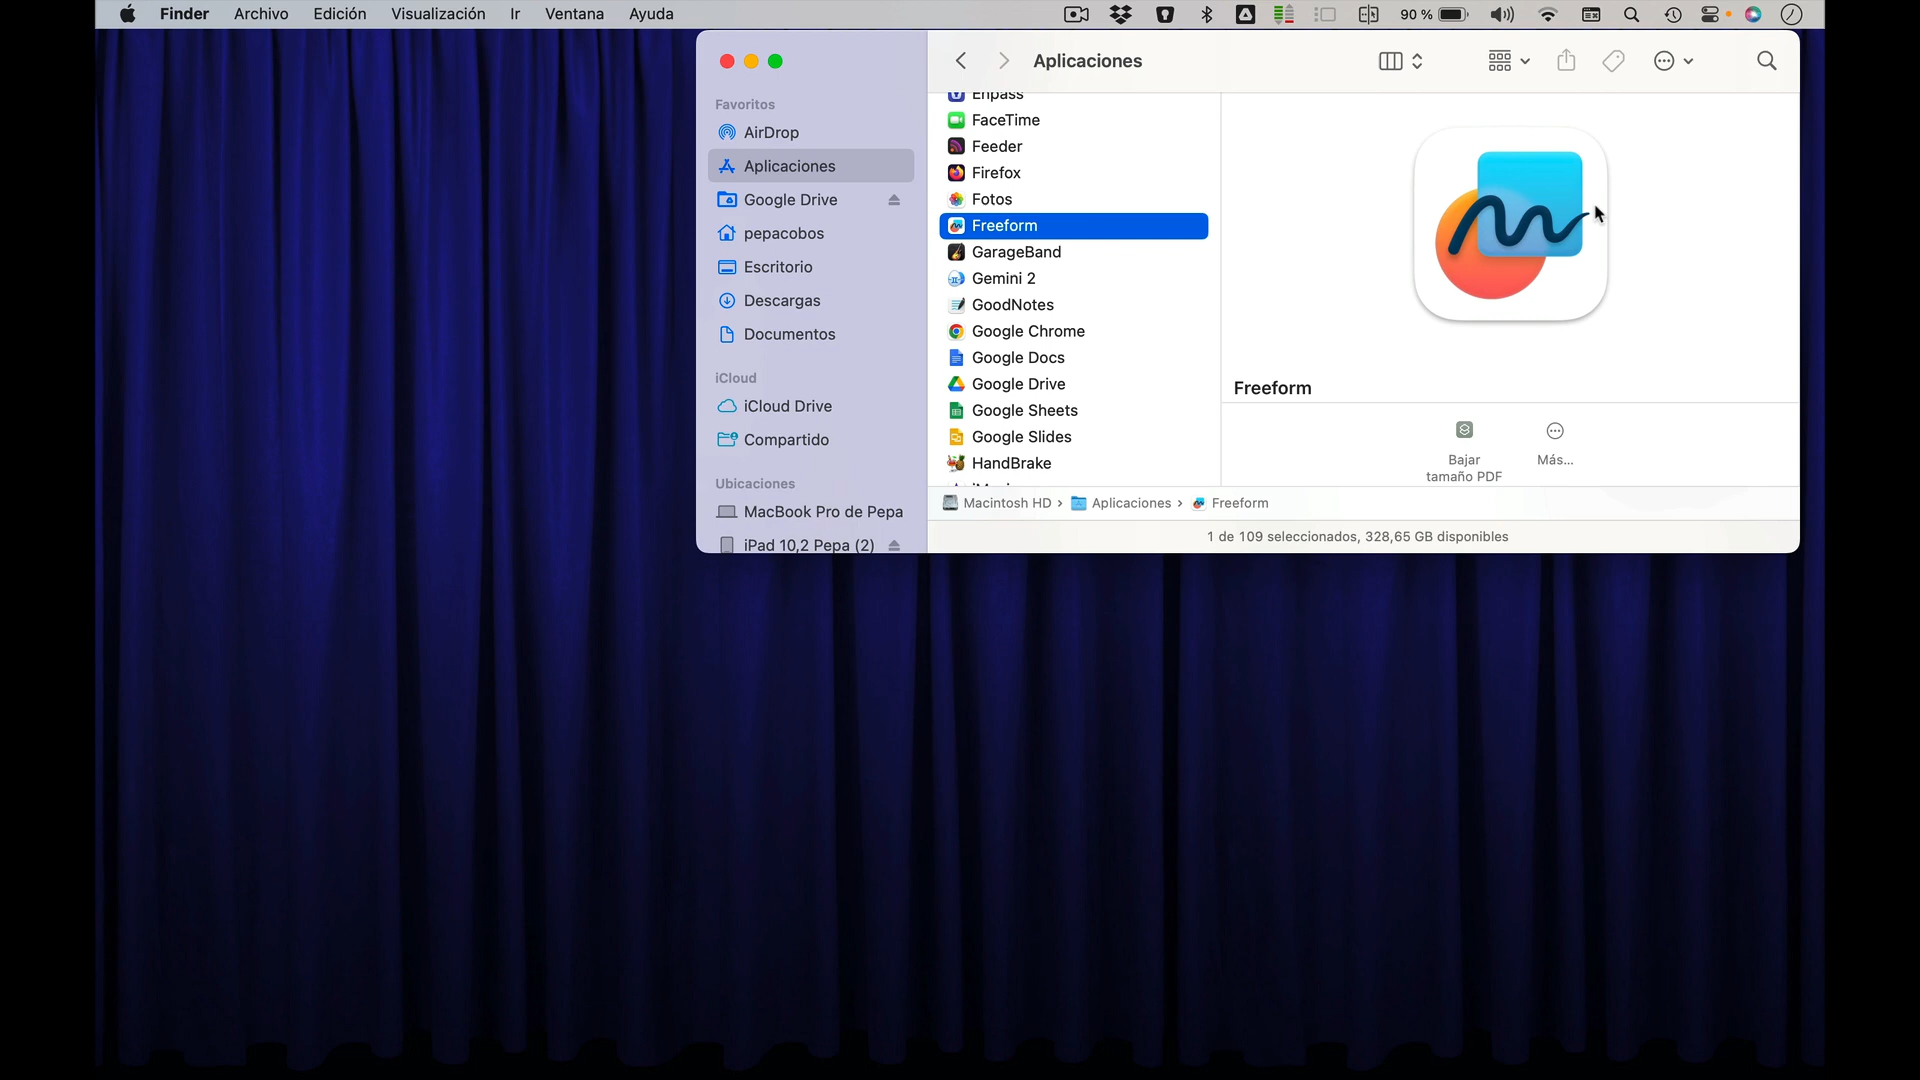 Finder Archivo Edición Visualización Ir Ventana Ayuda 90 %
Aplicaciones
Favoritos
AirDrop
Aplicaciones
Google Drive
pepacobos
Escritorio
Descargas
Documentos
iCloud
iCloud Drive
Compartido
Ubicaciones
MacBook Pro de Pepa
iPad 10,2 Pepa (2)
Enpass
FaceTime
Feeder
Firefox
Fotos
Freeform
GarageBand
Gemini 2
GoodNotes
Google Chrome
Google Docs
Google Drive
Google Sheets
Google Slides
HandBrake
Freeform
Bajar
tamaño PDF
Más...
Macintosh HD › Aplicaciones › Freeform
1 de 109 seleccionados, 328,65 GB disponibles